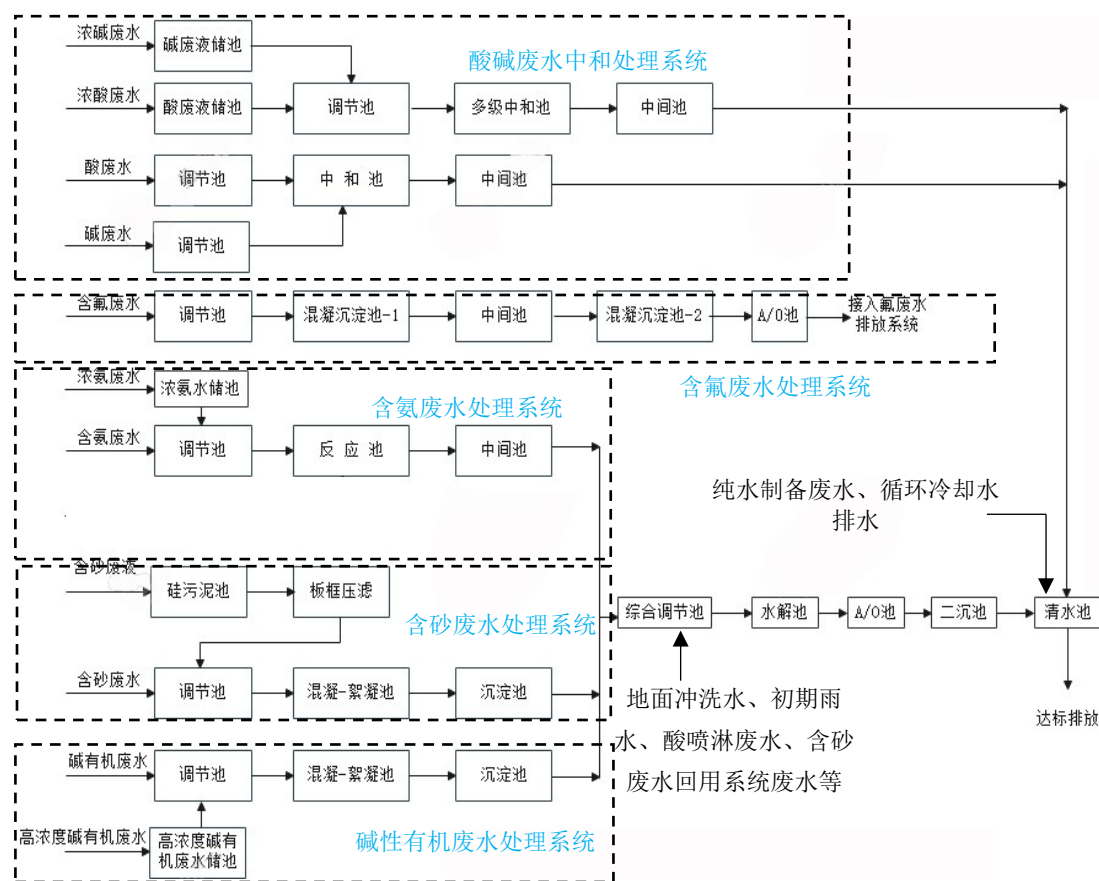 浓碱废水
碱废液储池
酸碱废水中和处理系统
浓酸废水
酸废液储池
调节池
多级中和池
中间池
酸废水
调节池
中和池
中间池
碱废水
调节池
含氟废水
调节池
混凝沉淀池-1
中间池
混凝沉淀池-2
A/O池
接入氟废水
排放系统
含氟废水处理系统
浓氨废水
浓氨水储池
含氨废水处理系统
含氨废水
调节池
反应池
中间池
纯水制备废水、循环冷却水
排水
含砂废液
硅污泥池
板框压滤
含砂废水处理系统
综合调节池
水解池
A/O池
二沉池
清水池
含砂废水
调节池
混凝-絮凝池
沉淀池
地面冲洗水、初期雨
水、酸喷淋废水、含砂
废水回用系统废水等
达标排放
碱有机废水
调节池
混凝-絮凝池
沉淀池
高浓度碱有机废水
高浓度碱有
机废水储池
碱性有机废水处理系统